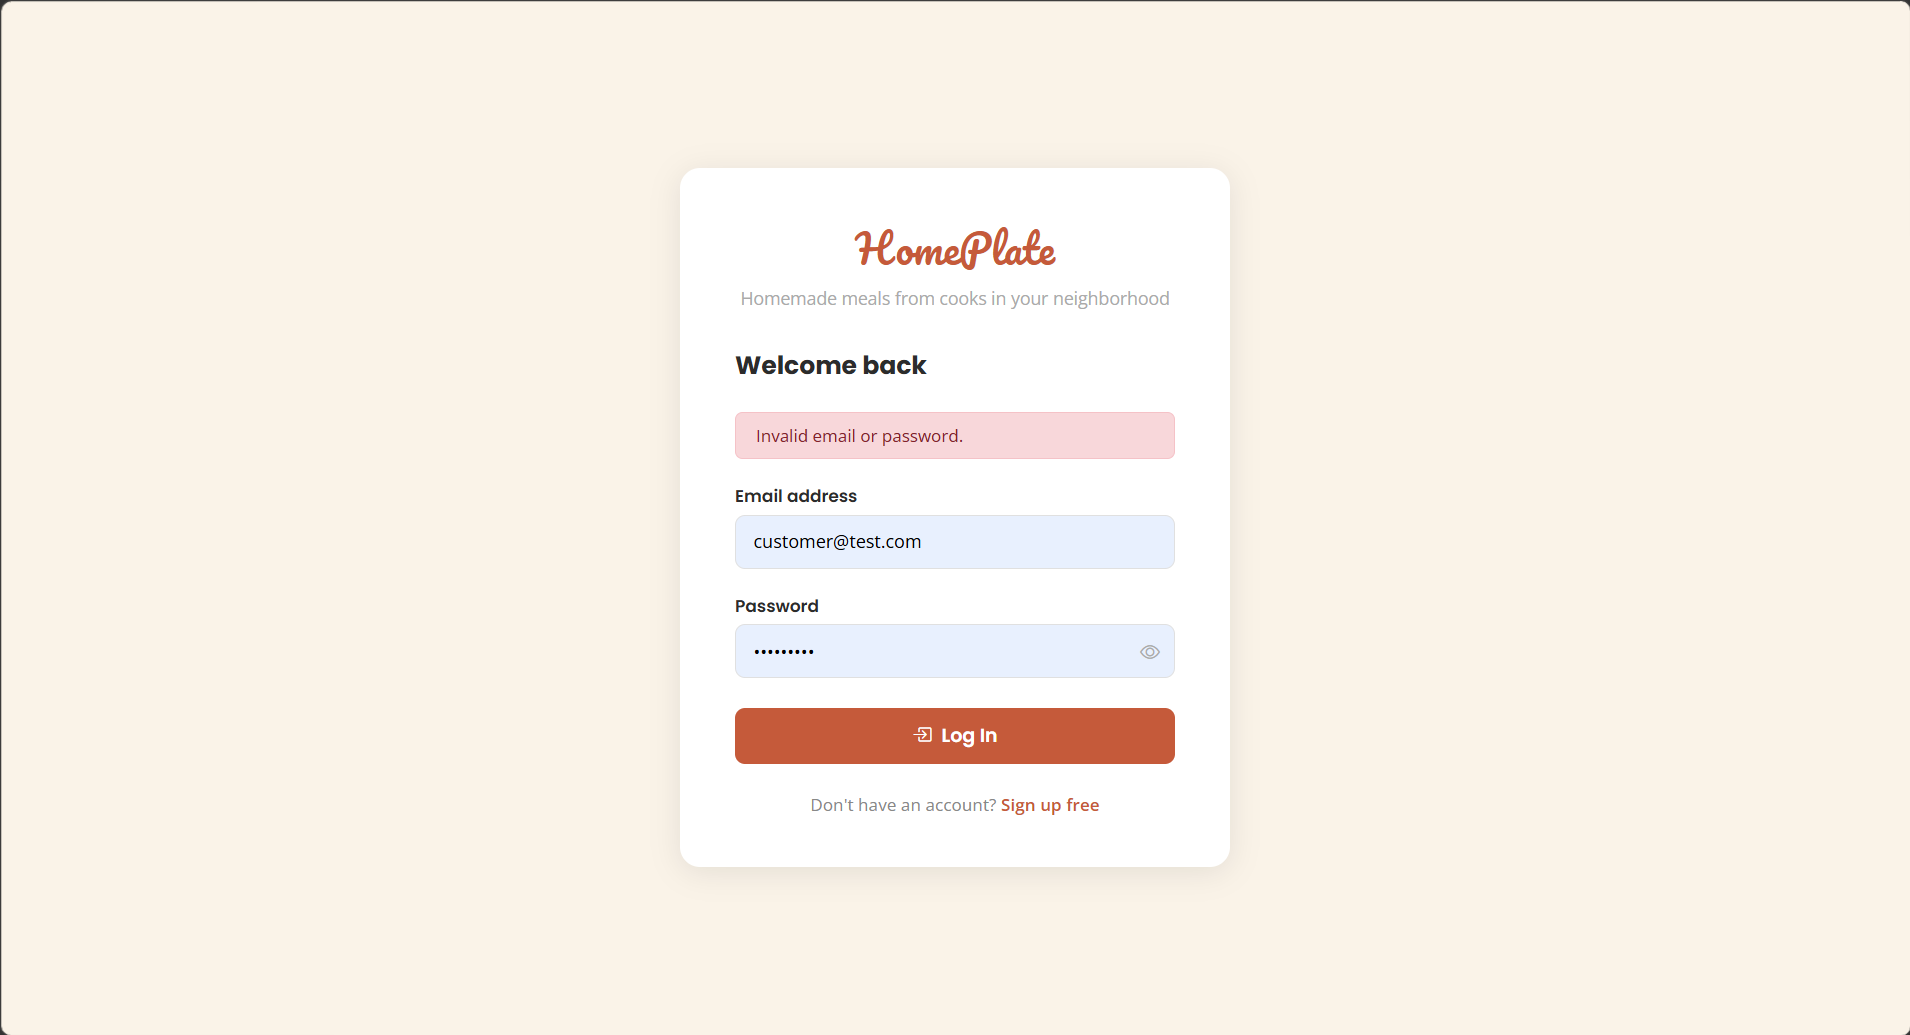 HomePlate
Homemade meals from cooks in your neighborhood
Welcome back
Invalid email or password.
Email address
customer@test.com
Password
•••••••••
Log In
Don't have an account? Sign up free